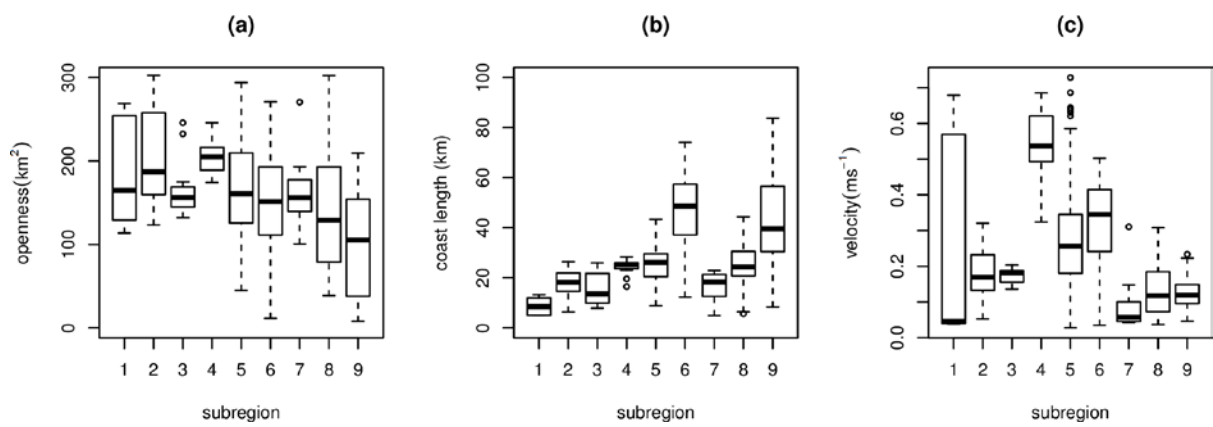 (a)
openness(km²)
300
200
100
0
1 2 3 4 5 6 7 8 9
subregion
(b)
coast length (km)
100
80
60
40
20
0
1 2 3 4 5 6 7 8 9
subregion
(c)
velocity(ms⁻¹)
0.6
0.4
0.2
0.0
1 2 3 4 5 6 7 8 9
subregion